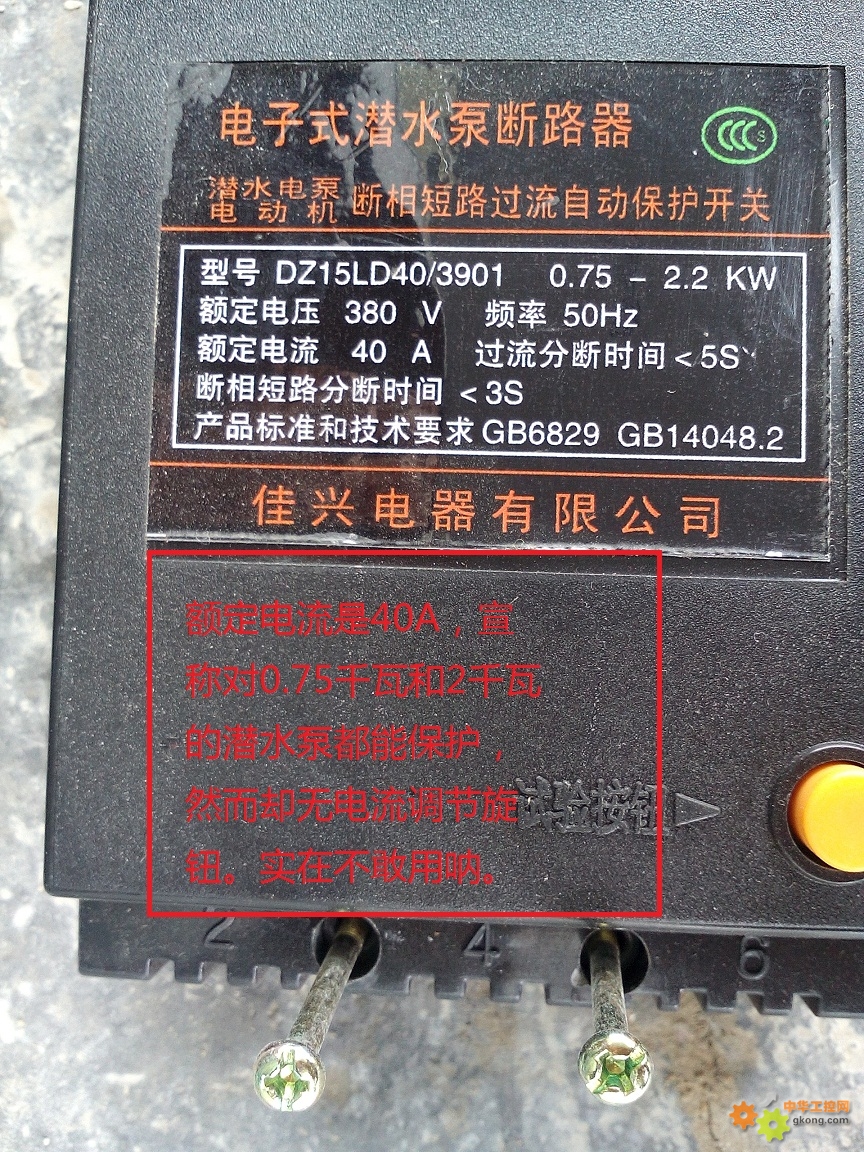 电子式潜水泵断路器
CCC S
潜水电泵
电动机 断相短路过流自动保护开关
型号 DZ15LD40/3901 0.75 – 2.2 KW
额定电压 380 V 频率 50Hz
额定电流 40 A 过流分断时间<5S
断相短路分断时间 <3S
产品标准和技术要求 GB6829 GB14048.2
佳兴电器有限公司
额定电流是40A，宣
称对0.75千瓦和2千瓦
的潜水泵都能保护，
然而却无电流调节旋
钮。实在不敢用呐。
试验按钮
2 4 6
中华工控网
gkong.com